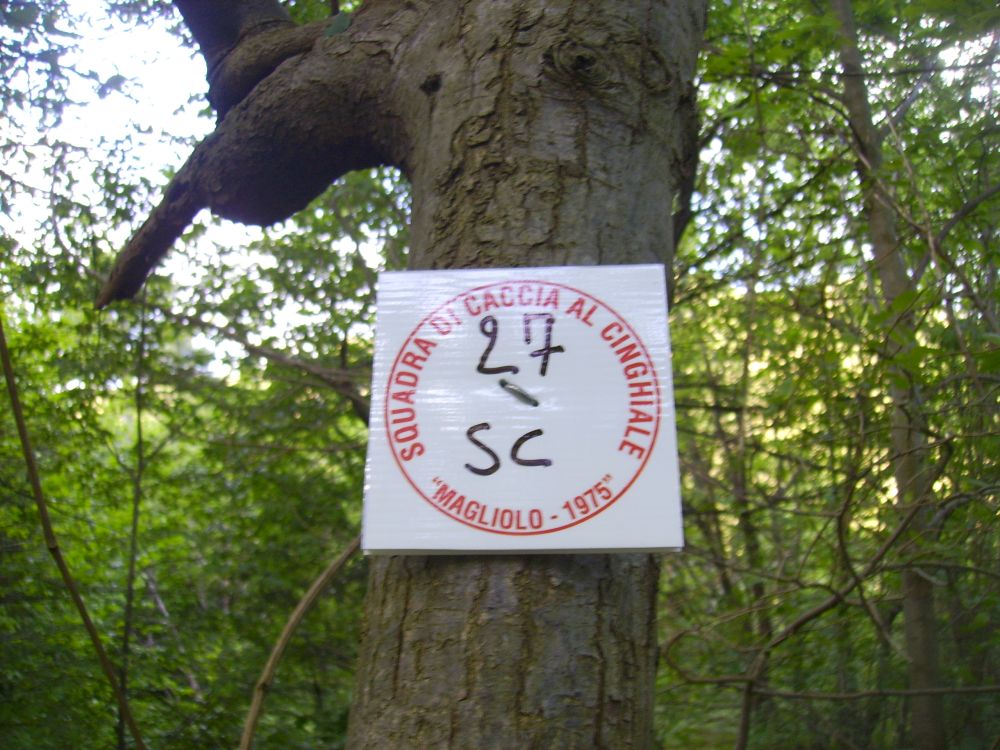 SQUADRA DI CACCIA AL CINGHIALE
27
SC
"MAGLIOLO - 1975"